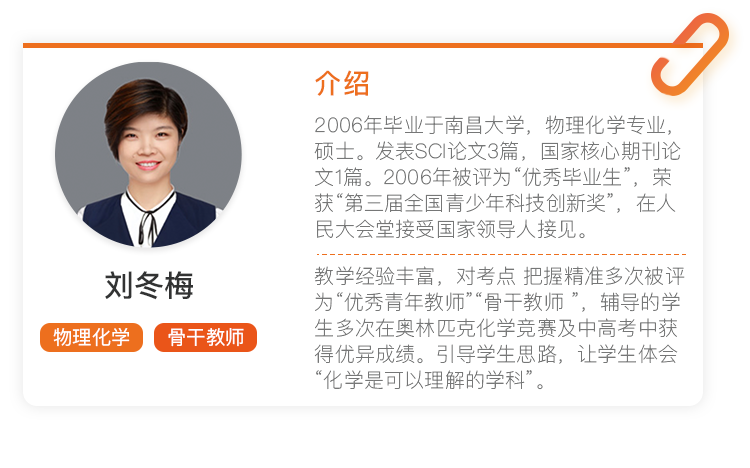 介绍
2006年毕业于南昌大学，物理化学专业，
硕士。发表SCI论文3篇，国家核心期刊论
文1篇。2006年被评为“优秀毕业生”，荣
获“第三届全国青少年科技创新奖”，在人
民大会堂接受国家领导人接见。
教学经验丰富，对考点 把握精准多次被评
为“优秀青年教师”“骨干教师 ”，辅导的学
生多次在奥林匹克化学竞赛及中高考中获
得优异成绩。引导学生思路，让学生体会
“化学是可以理解的学科”。
刘冬梅
物理化学 骨干教师